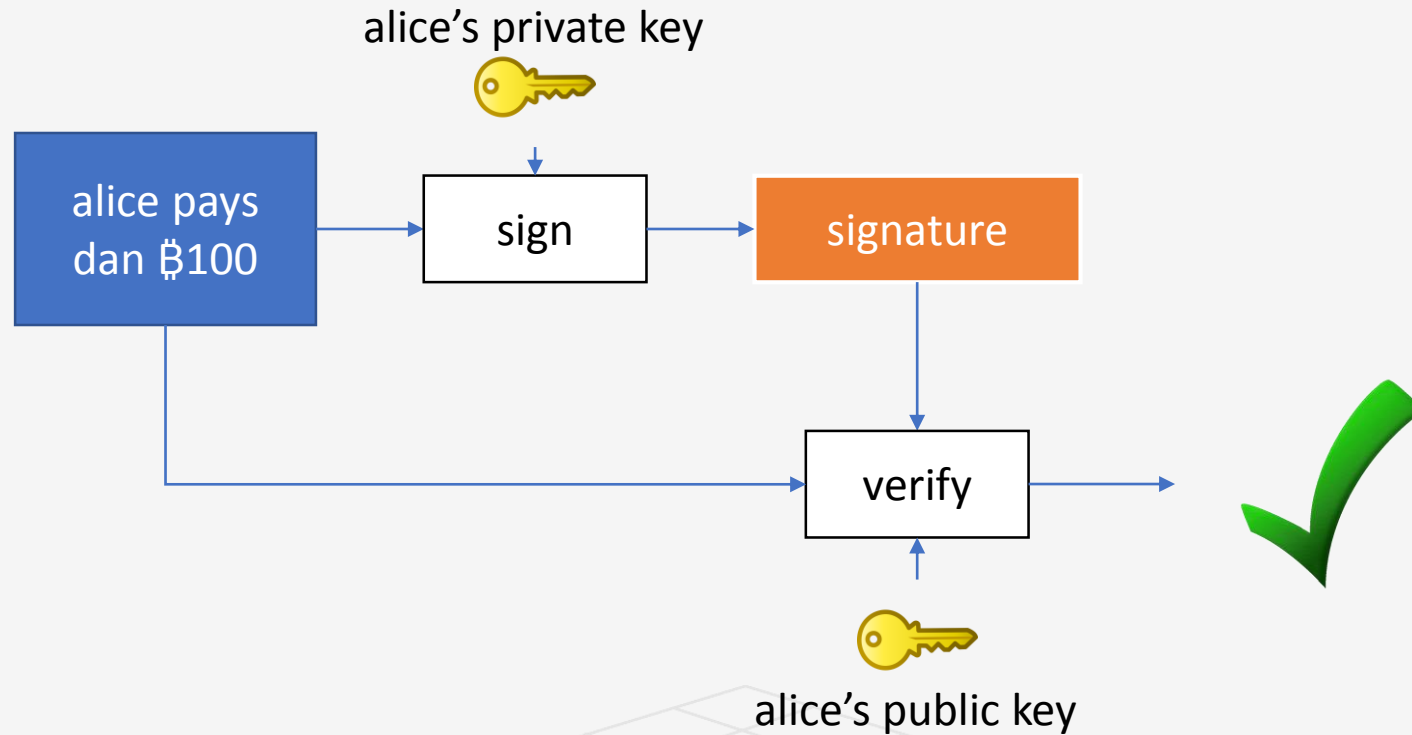 alice’s private key
alice pays
dan ₿100
sign
signature
verify
alice’s public key